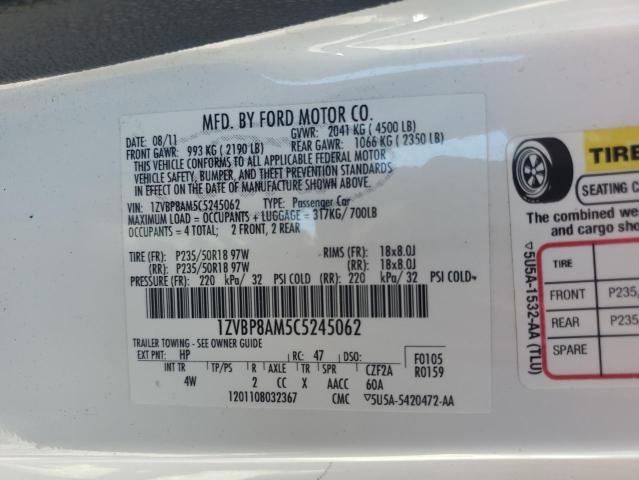 MFD. BY FORD MOTOR CO.
DATE: 08/11 GVWR: 2041 KG ( 4500 LB)
FRONT GAWR: 993 KG ( 2190 LB) REAR GAWR: 1066 KG ( 2350 LB)
THIS VEHICLE CONFORMS TO ALL APPLICABLE FEDERAL MOTOR
VEHICLE SAFETY, BUMPER, AND THEFT PREVENTION STANDARDS
IN EFFECT ON THE DATE OF MANUFACTURE SHOWN ABOVE.
VIN: 1ZVBP8AM5C5245062 TYPE: Passenger Car
MAXIMUM LOAD = OCCUPANTS + LUGGAGE = 317KG/ 700LB
OCCUPANTS = 4 TOTAL; 2 FRONT, 2 REAR
TIRE (FR): P235/50R18 97W RIMS (FR): 18x8.0J
(RR): P235/50R18 97W (RR): 18x8.0J
PRESSURE (FR): 220 kPa/ 32 PSI COLD (RR): 220 kPa/ 32 PSI COLD
1ZVBP8AM5C5245062
TRAILER TOWING - SEE OWNER GUIDE
EXT PNT: HP RC: 47 DSO: F0105
INT TR TP/PS R AXLE TR SPR CZF2A R0159
4W 2 CC X AACC 60A
1201108032367 CMC ▽5U5A-5420472-AA
▽5U5A-1532-AA (TLU)
TIRE
SEATING
The combined
and cargo
TIRE
FRONT P235/
REAR P235
SPARE